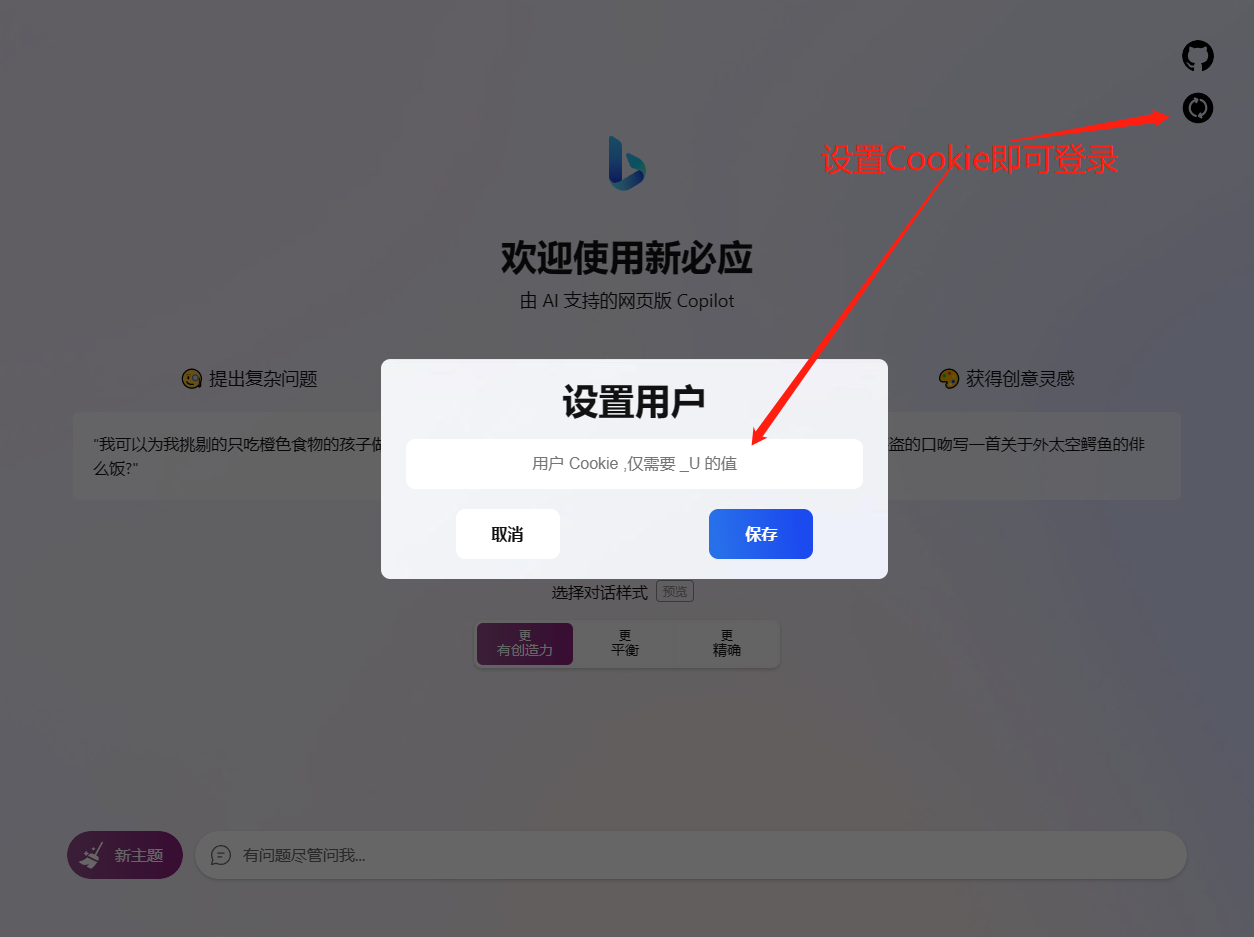 设置Cookie即可登录
欢迎使用新必应
由 AI 支持的网页版 Copilot
提出复杂问题
获得创意灵感
"我可以为我挑剔的只吃橙色食物的孩子做
么饭?"
盗的口吻写一首关于外太空鳄鱼的俳
设置用户
用户 Cookie ,仅需要 _U 的值
取消
保存
选择对话样式 预览
更
有创造力
更
平衡
更
精确
新主题
有问题尽管问我...